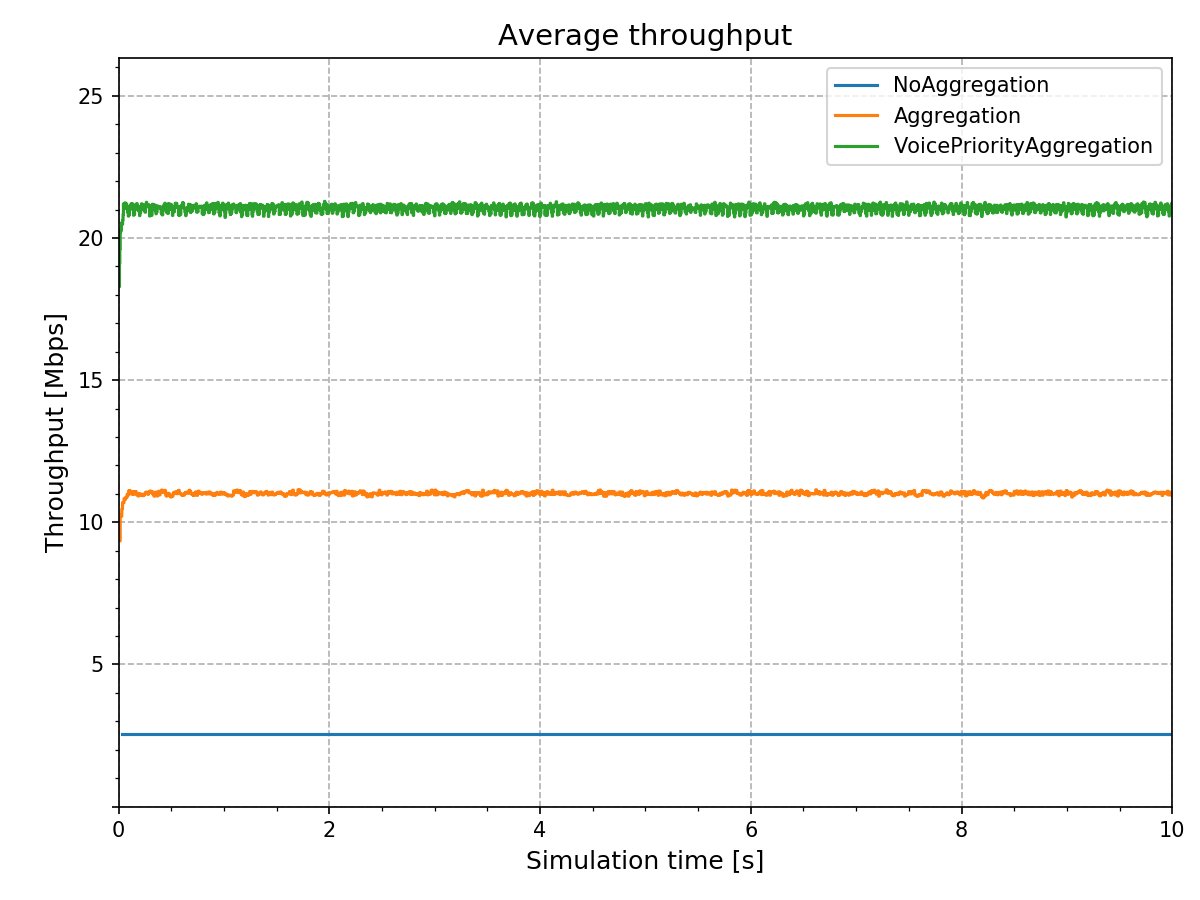 Average throughput
NoAggregation
Aggregation
VoicePriorityAggregation
Throughput [Mbps]
25
20
15
10
5
0 2 4 6 8 10
Simulation time [s]